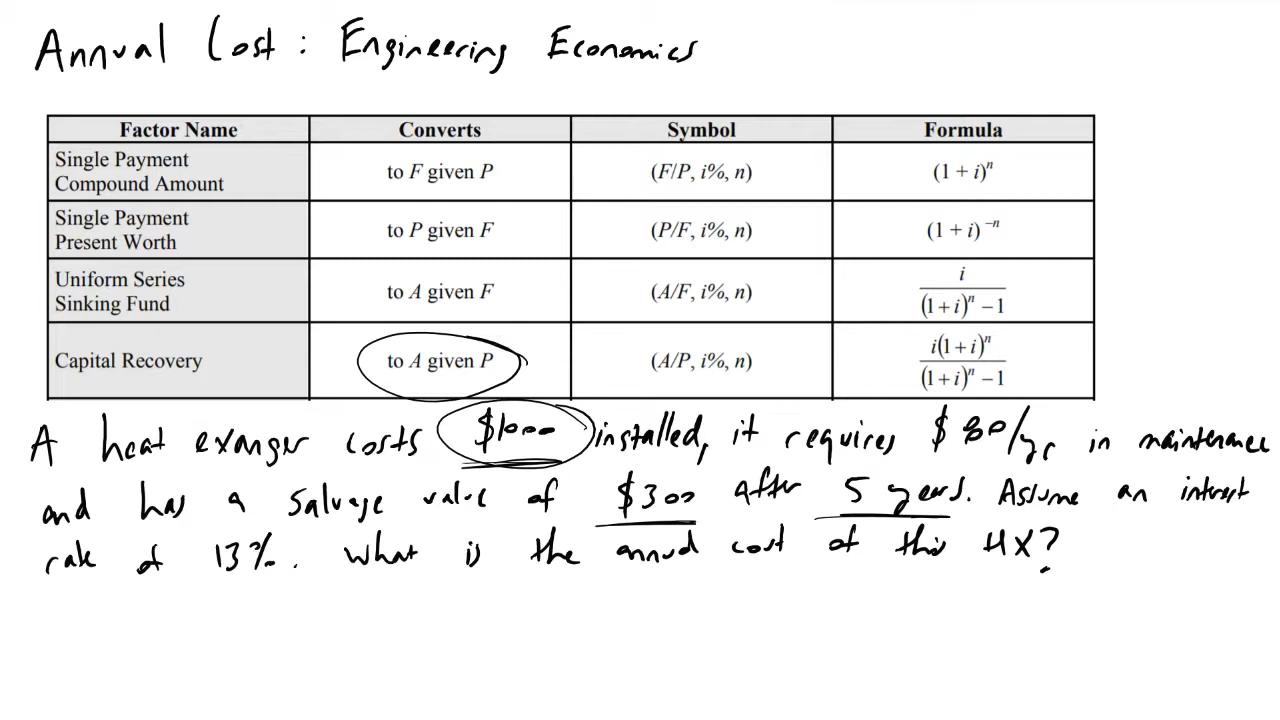 Annual Cost: Engineering Economics
Factor Name Converts Symbol Formula
Single Payment
Compound Amount to F given P (F/P, i%, n) (1 + i)^n
Single Payment
Present Worth to P given F (P/F, i%, n) (1 + i)^–n
Uniform Series
Sinking Fund to A given F (A/F, i%, n) i/((1+i)^n −1)
Capital Recovery to A given P (A/P, i%, n) i(1+i)^n/((1+i)^n −1)
A heat exanger costs $1000 installed, it requires $80/yr in maintenance
and has a salvage value of $300 after 5 years. Assume an interest
rate of 13%. What is the annual cost of this HX?